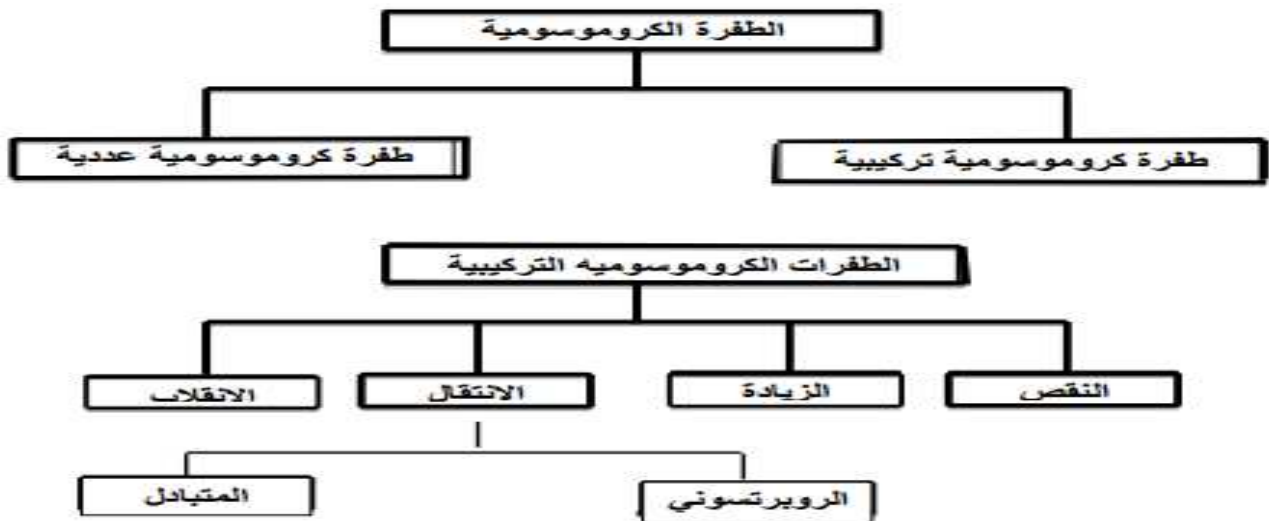 الطفرة الكروموسومية
طفرة كروموسومية تركيبية
طفرة كروموسومية عددية
الطفرات الكروموسوميه التركيبية
النقص
الزيادة
الانتقال
الانقلاب
الروبرتسوني
المتبادل